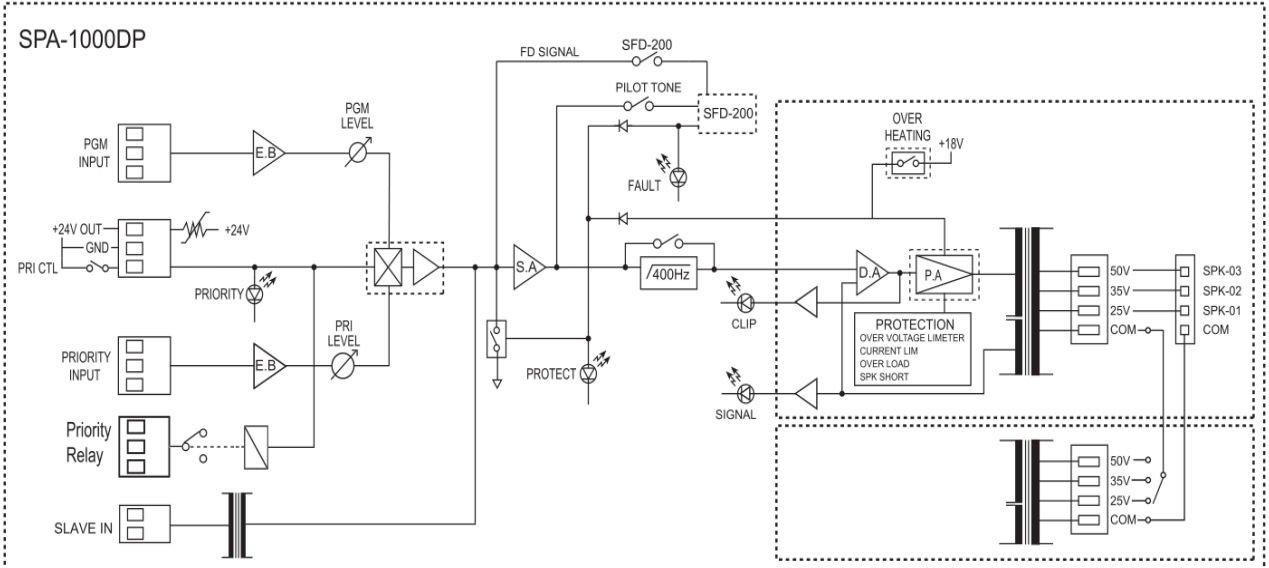 SPA-1000DP
FD SIGNAL
SFD-200
PILOT TONE
SFD-200
PGM
INPUT
E.B
PGM
LEVEL
FAULT
OVER
HEATING
+18V
+24V OUT
GND
PRI CTL
+24V
PRIORITY
S.A
/400Hz
D.A
P.A
CLIP
PROTECTION
OVER VOLTAGE LIMETER
CURRENT LIM
OVER LOAD
SPK SHORT
50V
35V
25V
COM
SPK-03
SPK-02
SPK-01
COM
PRIORITY
INPUT
E.B
PRI
LEVEL
PROTECT
SIGNAL
Priority
Relay
SLAVE IN
50V
35V
25V
COM